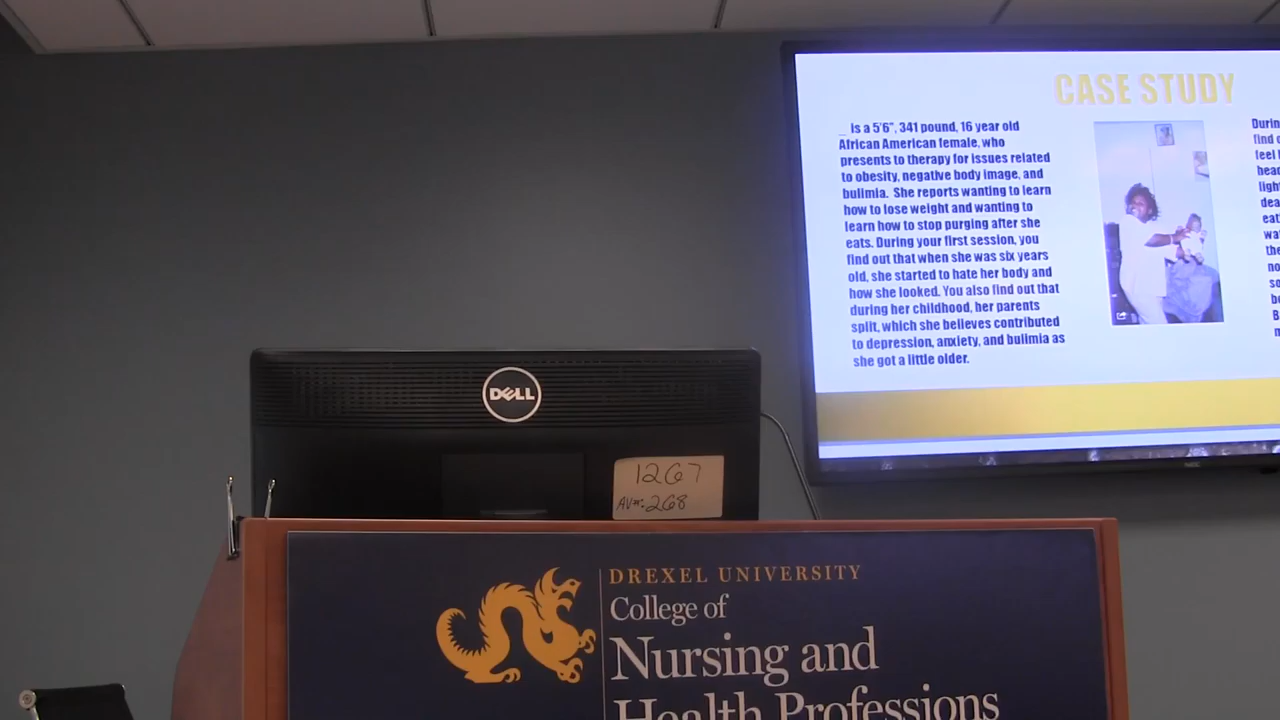 CASE STUDY
_ is a 5'6", 341 pound, 16 year old
African American female, who
presents to therapy for issues related
to obesity, negative body image, and
bulimia. She reports wanting to learn
how to lose weight and wanting to
learn how to stop purging after she
eats. During your first session, you
find out that when she was six years
old, she started to hate her body and
how she looked. You also find out that
during her childhood, her parents
split, which she believes contributed
to depression, anxiety, and bulimia as
she got a little older.
DELL
1267
AV#: 268
DREXEL UNIVERSITY
College of
Nursing and
Health Professions